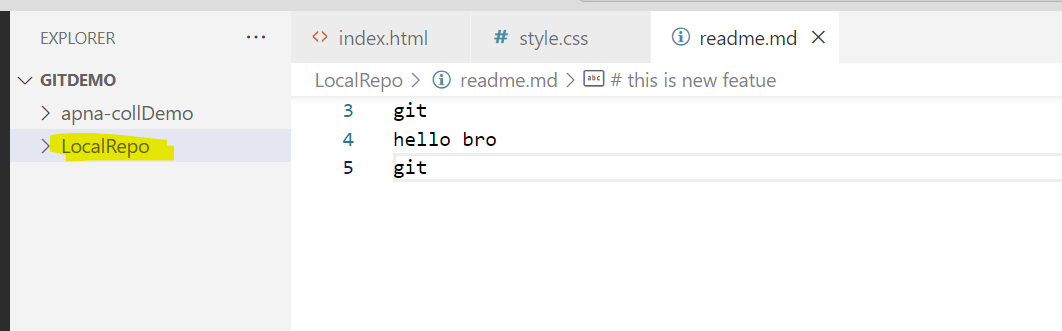 EXPLORER ...
GITDEMO
apna-collDemo
LocalRepo
<> index.html
# style.css
readme.md
LocalRepo > readme.md > abc # this is new featue
3 git
4 hello bro
5 git